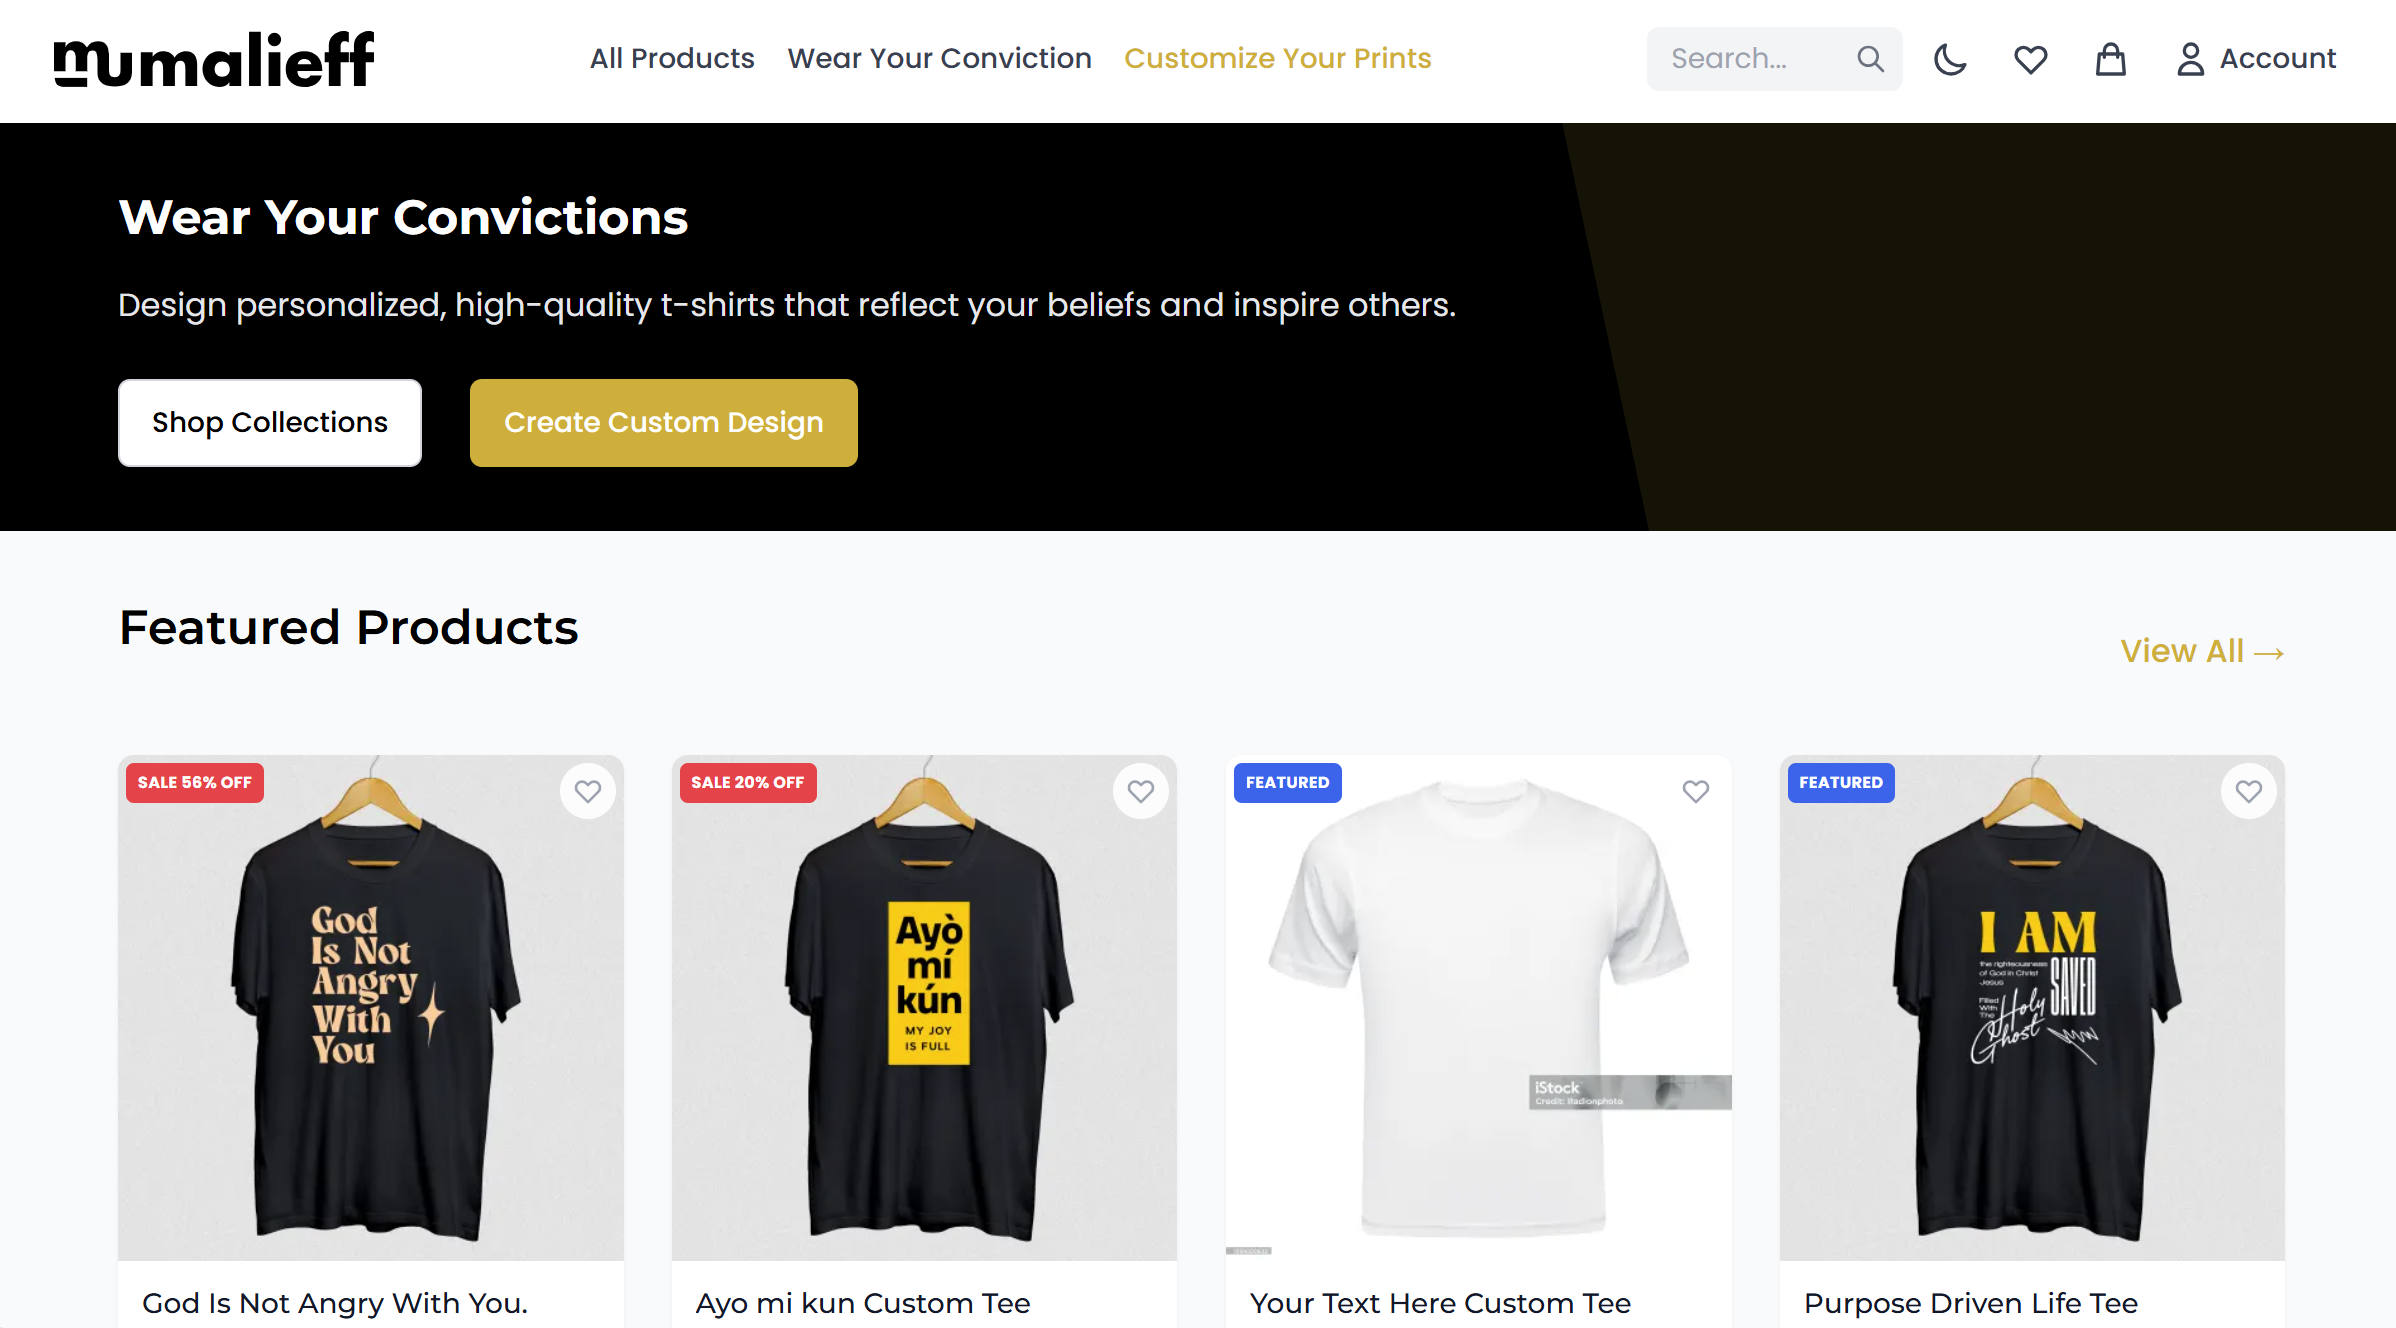 mumalieff
All Products
Wear Your Conviction
Customize Your Prints
Search...
Account
Wear Your Convictions
Design personalized, high-quality t-shirts that reflect your beliefs and inspire others.
Shop Collections
Create Custom Design
Featured Products
View All →
SALE 56% OFF
God
Is Not
Angry
With
You
God Is Not Angry With You.
SALE 20% OFF
Ayò
mí
kún
MY JOY
IS FULL
Ayo mi kun Custom Tee
FEATURED
iStock
Credit: Radionphoto
Your Text Here Custom Tee
FEATURED
I AM
the righteousness
of God in Christ
Jesus
SAVED
Filled
With
The
Holy
Ghost
Purpose Driven Life Tee